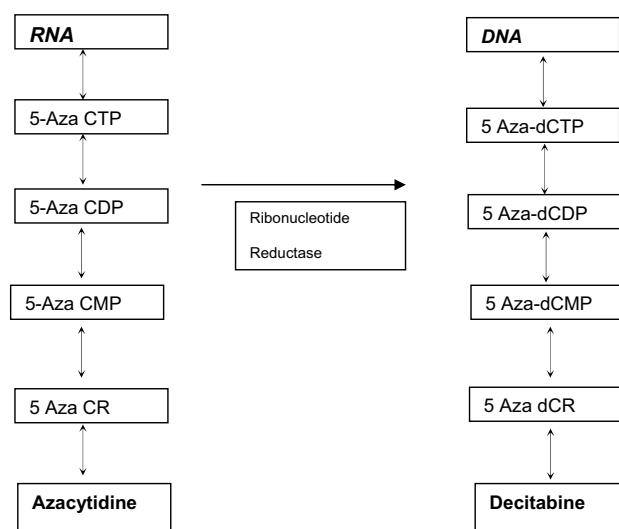 RNA
5-Aza CTP
5-Aza CDP
5-Aza CMP
5 Aza CR
Azacytidine
Ribonucleotide
Reductase
DNA
5 Aza-dCTP
5 Aza-dCDP
5 Aza-dCMP
5 Aza dCR
Decitabine